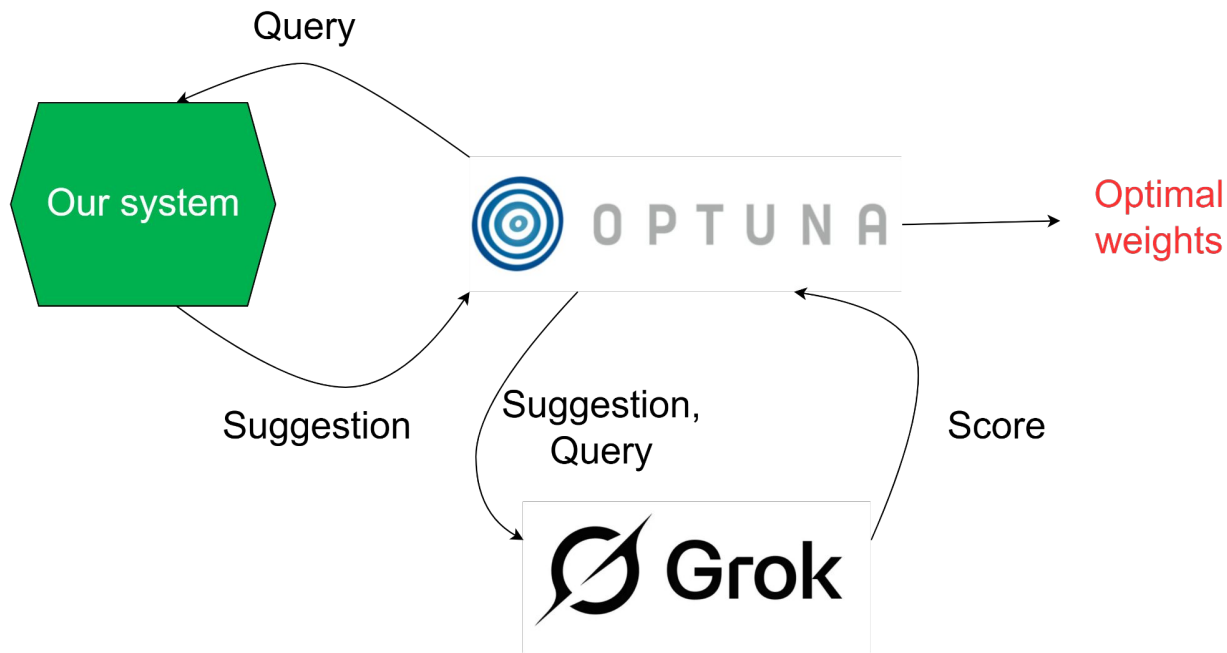 Query
Our system
OPTUNA
Optimal
weights
Suggestion
Suggestion,
Query
Score
Grok